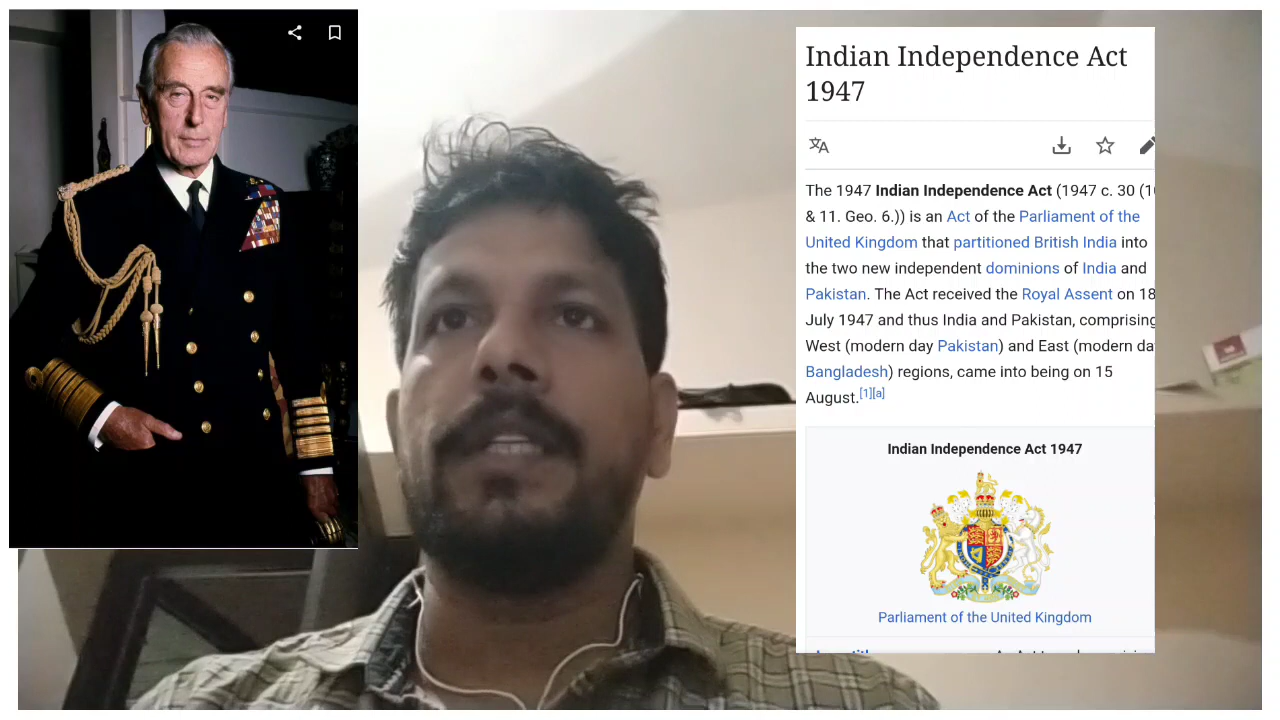 Indian Independence Act
1947
The 1947 Indian Independence Act (1947 c. 30 (10
& 11. Geo. 6.)) is an Act of the Parliament of the
United Kingdom that partitioned British India into
the two new independent dominions of India and
Pakistan. The Act received the Royal Assent on 18
July 1947 and thus India and Pakistan, comprising
West (modern day Pakistan) and East (modern da
Bangladesh) regions, came into being on 15
August.[1][a]
Indian Independence Act 1947
Parliament of the United Kingdom